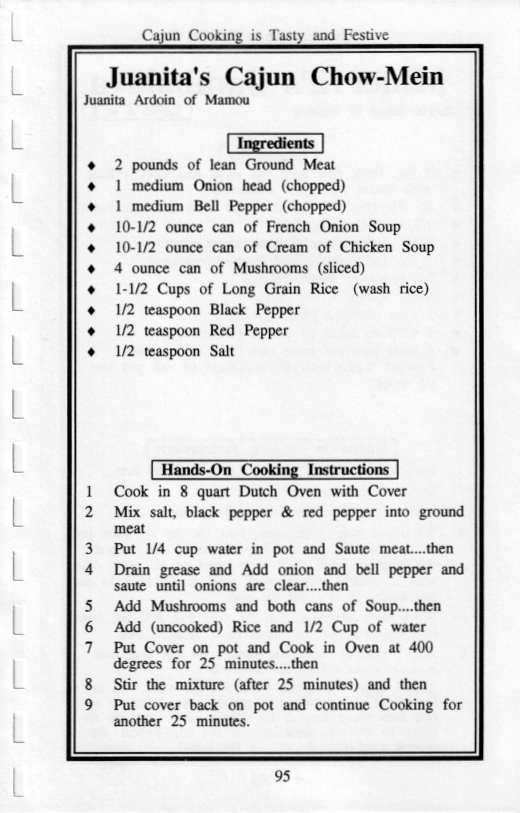 Cajun Cooking is Tasty and Festive
Juanita's Cajun Chow-Mein
Juanita Ardoin of Mamou
Ingredients
♦ 2 pounds of lean Ground Meat
♦ 1 medium Onion head (chopped)
♦ 1 medium Bell Pepper (chopped)
♦ 10-1/2 ounce can of French Onion Soup
♦ 10-1/2 ounce can of Cream of Chicken Soup
♦ 4 ounce can of Mushrooms (sliced)
♦ 1-1/2 Cups of Long Grain Rice (wash rice)
♦ 1/2 teaspoon Black Pepper
♦ 1/2 teaspoon Red Pepper
♦ 1/2 teaspoon Salt
Hands-On Cooking Instructions
1 Cook in 8 quart Dutch Oven with Cover
2 Mix salt, black pepper & red pepper into ground
meat
3 Put 1/4 cup water in pot and Saute meat....then
4 Drain grease and Add onion and bell pepper and
saute until onions are clear....then
5 Add Mushrooms and both cans of Soup....then
6 Add (uncooked) Rice and 1/2 Cup of water
7 Put Cover on pot and Cook in Oven at 400
degrees for 25 minutes....then
8 Stir the mixture (after 25 minutes) and then
9 Put cover back on pot and continue Cooking for
another 25 minutes.
95